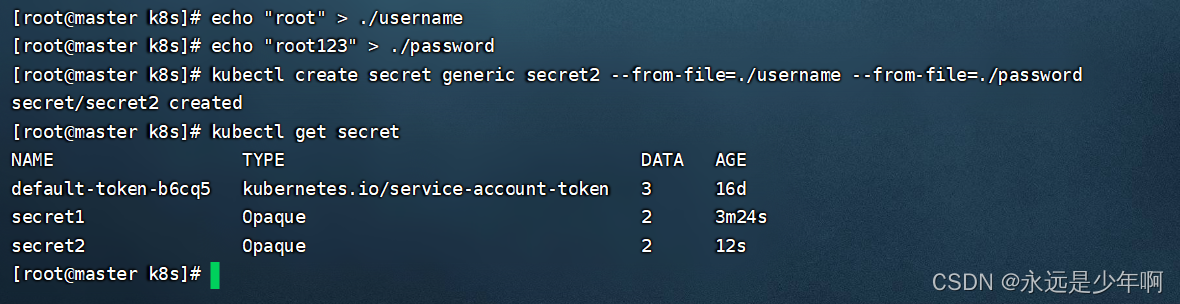 [root@master k8s]# echo "root" > ./username
[root@master k8s]# echo "root123" > ./password
[root@master k8s]# kubectl create secret generic secret2 --from-file=./username --from-file=./password
secret/secret2 created
[root@master k8s]# kubectl get secret
NAME TYPE DATA AGE
default-token-b6cq5 kubernetes.io/service-account-token 3 16d
secret1 Opaque 2 3m24s
secret2 Opaque 2 12s
[root@master k8s]#
CSDN @永远是少年啊